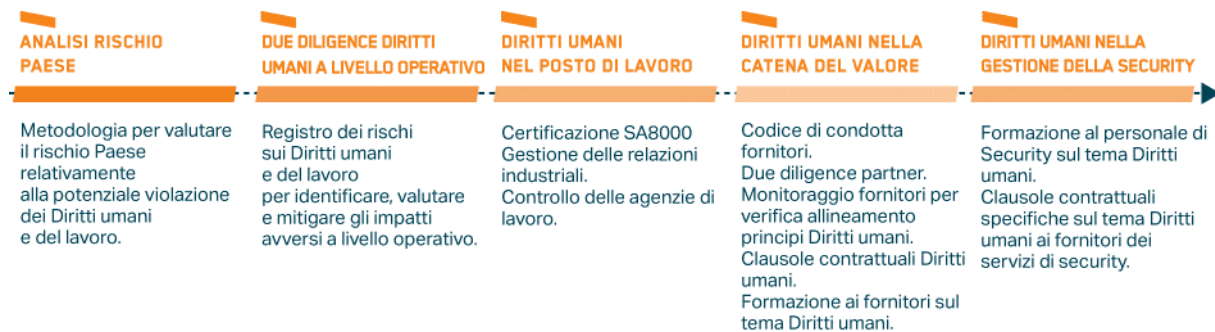 ANALISI RISCHIO
PAESE
Metodologia per valutare
il rischio Paese
relativamente
alla potenziale violazione
dei Diritti umani
e del lavoro.
DUE DILIGENCE DIRITTI
UMANI A LIVELLO OPERATIVO
Registro dei rischi
sui Diritti umani
e del lavoro
per identificare, valutare
e mitigare gli impatti
avversi a livello operativo.
DIRITTI UMANI
NEL POSTO DI LAVORO
Certificazione SA8000
Gestione delle relazioni
industriali.
Controllo delle agenzie di
lavoro.
DIRITTI UMANI NELLA
CATENA DEL VALORE
Codice di condotta
fornitori.
Due diligence partner.
Monitoraggio fornitori per
verifica allineamento
principi Diritti umani.
Clausole contrattuali Diritti
umani.
Formazione ai fornitori sul
tema Diritti umani.
DIRITTI UMANI NELLA
GESTIONE DELLA SECURITY
Formazione al personale di
Security sul tema Diritti
umani.
Clausole contrattuali
specifiche sul tema Diritti
umani ai fornitori dei
servizi di security.